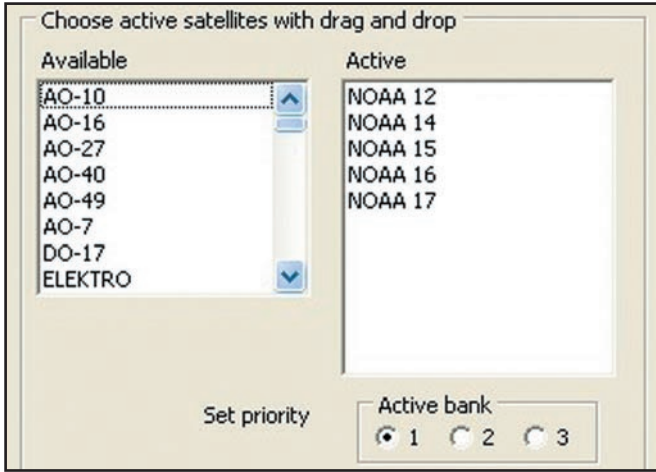 Choose active satellites with drag and drop
Available
AO-10
AO-16
AO-27
AO-40
AO-49
AO-7
DO-17
ELEKTRO
Active
NOAA 12
NOAA 14
NOAA 15
NOAA 16
NOAA 17
Set priority
Active bank
1 2 3